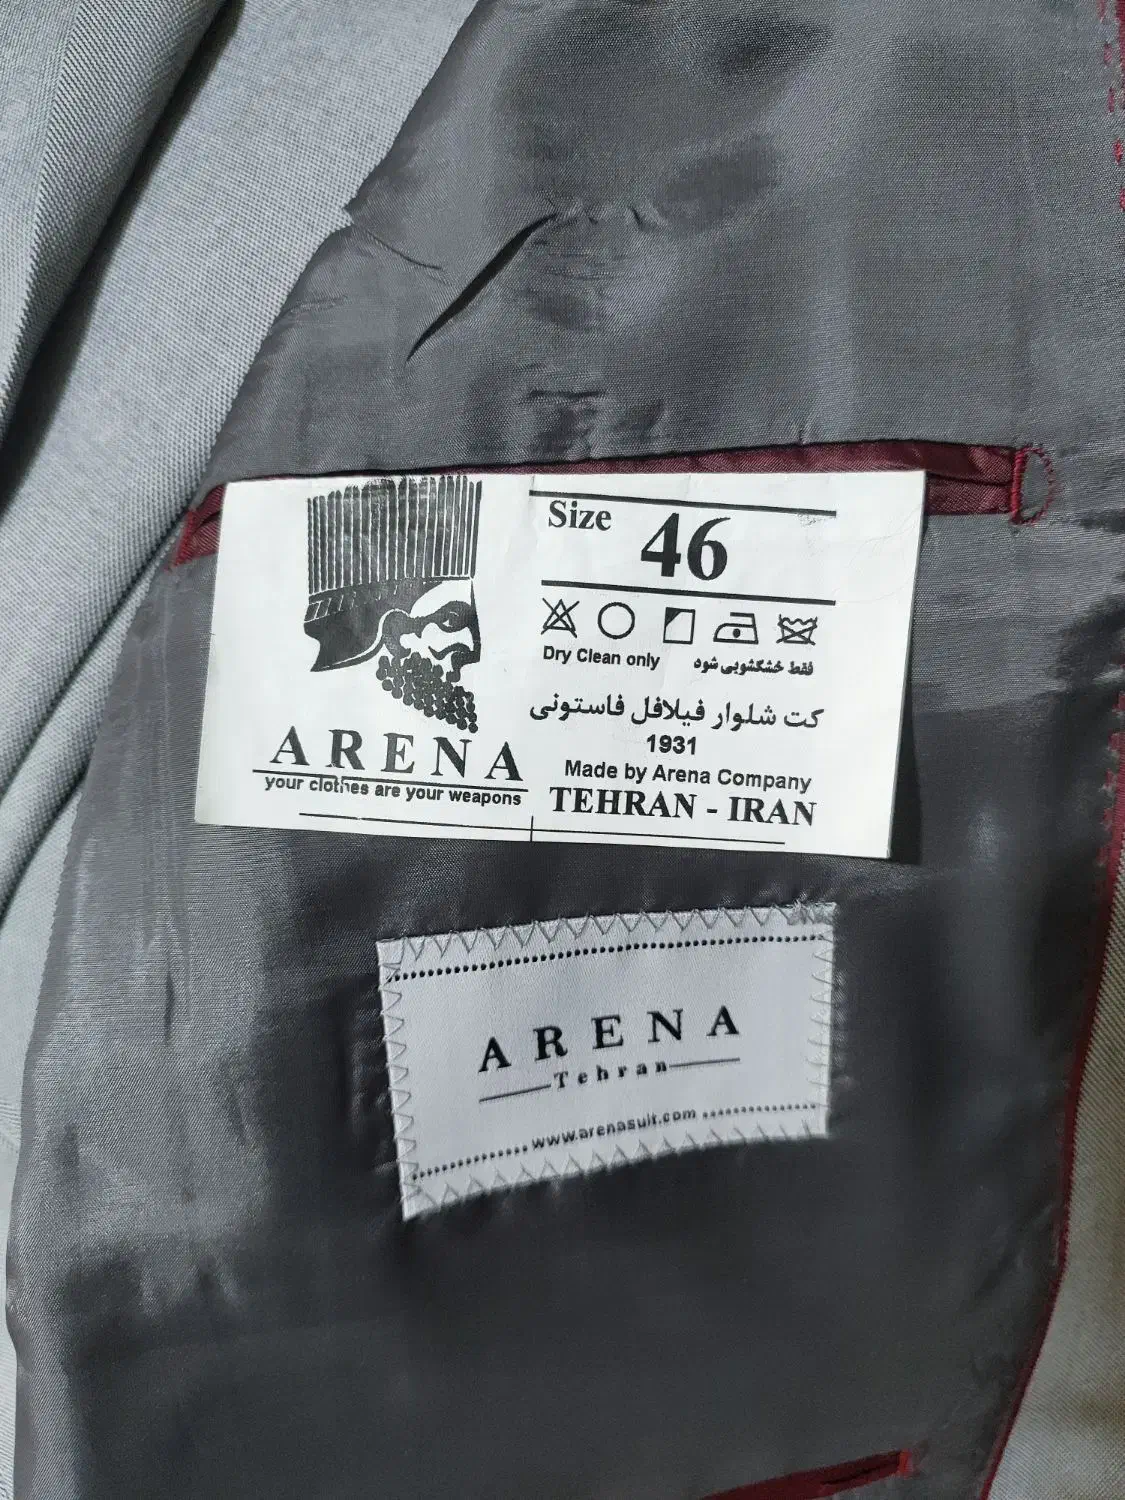 Size 46
Dry Clean only فقط خشکشویی شود
کت شلوار فیلافل فاستونی
1931
Made by Arena Company
TEHRAN - IRAN
ARENA
your clothes are your weapons
ARENA
Tehran
www.arenasuit.com